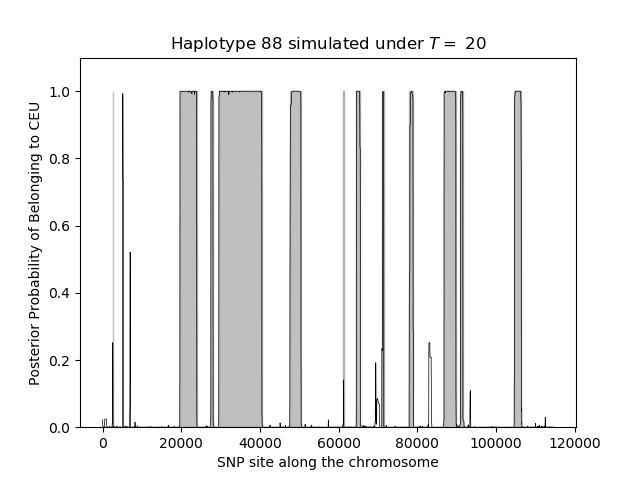 Haplotype 88 simulated under T = 20
Posterior Probability of Belonging to CEU
1.0
0.8
0.6
0.4
0.2
0.0
0 20000 40000 60000 80000 100000 120000
SNP site along the chromosome